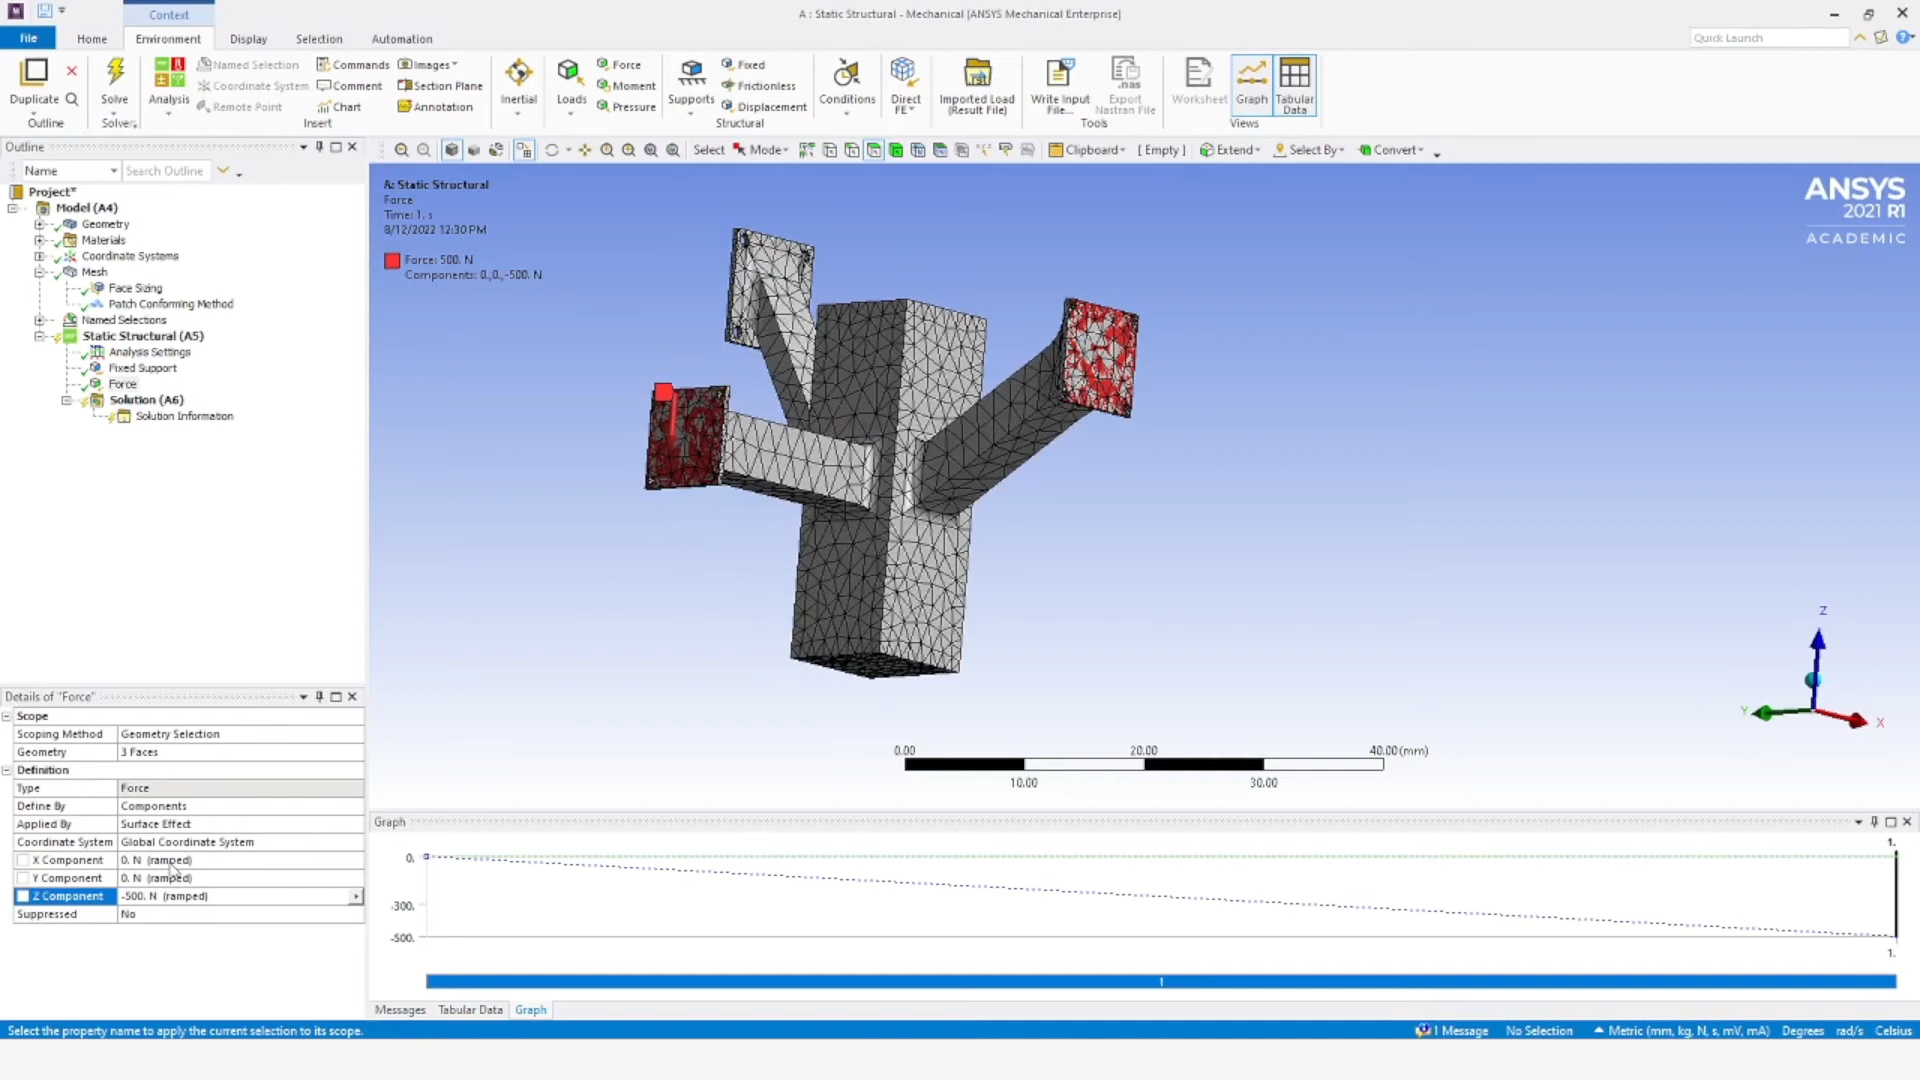 Context
A : Static Structural - Mechanical [ANSYS Mechanical Enterprise]
File
Home
Environment
Display
Selection
Automation
Quick Launch
Duplicate
Outline
Solve
Solver
Analysis
Named Selection
Coordinate System
Remote Point
Commands
Comment
Chart
Images
Section Plane
Annotation
Insert
Inertial
Loads
Force
Moment
Pressure
Supports
Fixed
Frictionless
Displacement
Structural
Conditions
Direct
FE
Imported Load
(Result File)
Write Input
File...
Export
Nastran File
.nas
Tools
Worksheet
Graph
Tabular
Data
Views
Outline
Name
Search Outline
Select
Mode
Clipboard
[ Empty ]
Extend
Select By
Convert
Project*
Model (A4)
Geometry
Materials
Coordinate Systems
Mesh
Face Sizing
Patch Conforming Method
Named Selections
Static Structural (A5)
Analysis Settings
Fixed Support
Force
Solution (A6)
Solution Information
A: Static Structural
Force
Time: 1. s
8/12/2022 12:30 PM
Force: 500. N
Components: 0.,0.,-500. N
ANSYS
2021 R1
ACADEMIC
Z
Y
X
0.00
20.00
40.00 (mm)
10.00
30.00
Details of "Force"
Scope
Scoping Method
Geometry Selection
Geometry
3 Faces
Definition
Type
Force
Define By
Components
Applied By
Surface Effect
Coordinate System
Global Coordinate System
X Component
0. N (ramped)
Y Component
0. N (ramped)
Z Component
-500. N (ramped)
Suppressed
No
Graph
1.
0.
-300.
-500.
1.
1
Messages
Tabular Data
Graph
Select the property name to apply the current selection to its scope.
1 Message
No Selection
Metric (mm, kg, N, s, mV, mA)
Degrees
rad/s
Celsius